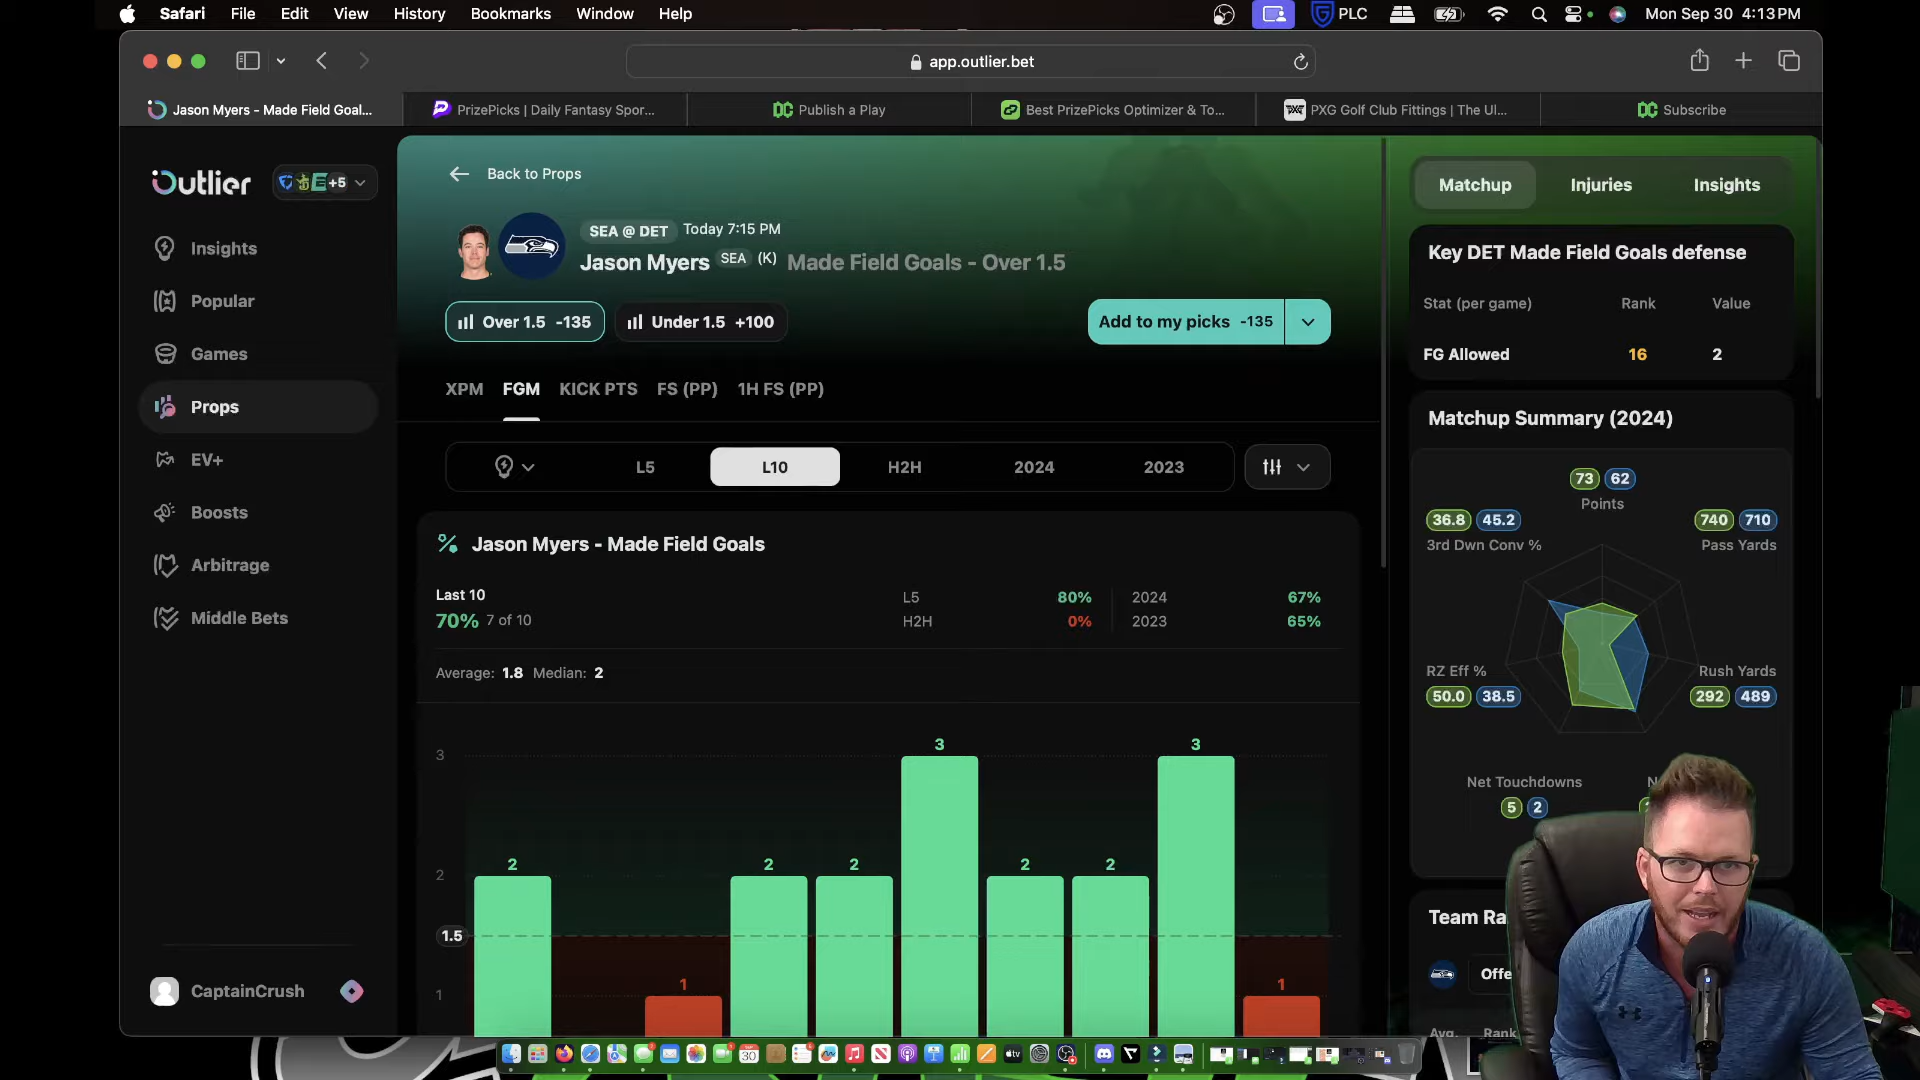 Safari File Edit View History Bookmarks Window Help PLC Mon Sep 30 4:13 PM
app.outlier.bet
Jason Myers - Made Field Goal... PrizePicks | Daily Fantasy Spor... DC Publish a Play Best PrizePicks Optimizer & To... PXG PXG Golf Club Fittings | The Ul... DC Subscribe
Outlier +5
Insights
Popular
Games
Props
EV+
Boosts
Arbitrage
Middle Bets
CaptainCrush
Back to Props
SEA @ DET Today 7:15 PM
Jason Myers SEA (K) Made Field Goals - Over 1.5
Over 1.5 -135 Under 1.5 +100 Add to my picks -135
XPM FGM KICK PTS FS (PP) 1H FS (PP)
L5 L10 H2H 2024 2023
Jason Myers - Made Field Goals
Last 10
70% 7 of 10
L5 80% 2024 67%
H2H 0% 2023 65%
Average: 1.8 Median: 2
3 3 3
2 2 2 2 2 2
1.5
1 1 1
Matchup Injuries Insights
Key DET Made Field Goals defense
Stat (per game) Rank Value
FG Allowed 16 2
Matchup Summary (2024)
73 62
Points
36.8 45.2 740 710
3rd Dwn Conv % Pass Yards
RZ Eff % Rush Yards
50.0 38.5 292 489
Net Touchdowns
5 2
Team Ra
Offe
Avg. Rank
30
tv